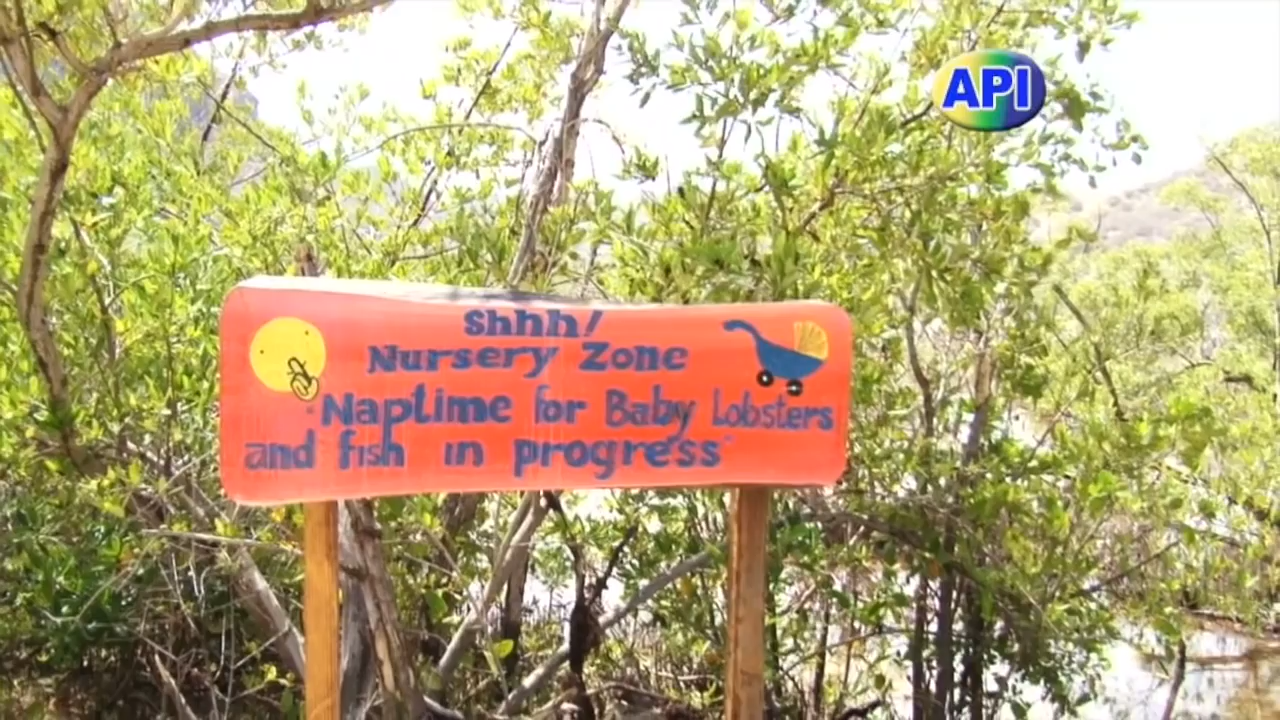 API
Shhh!
Nursery Zone
"Naptime for Baby Lobsters
and fish in progress"